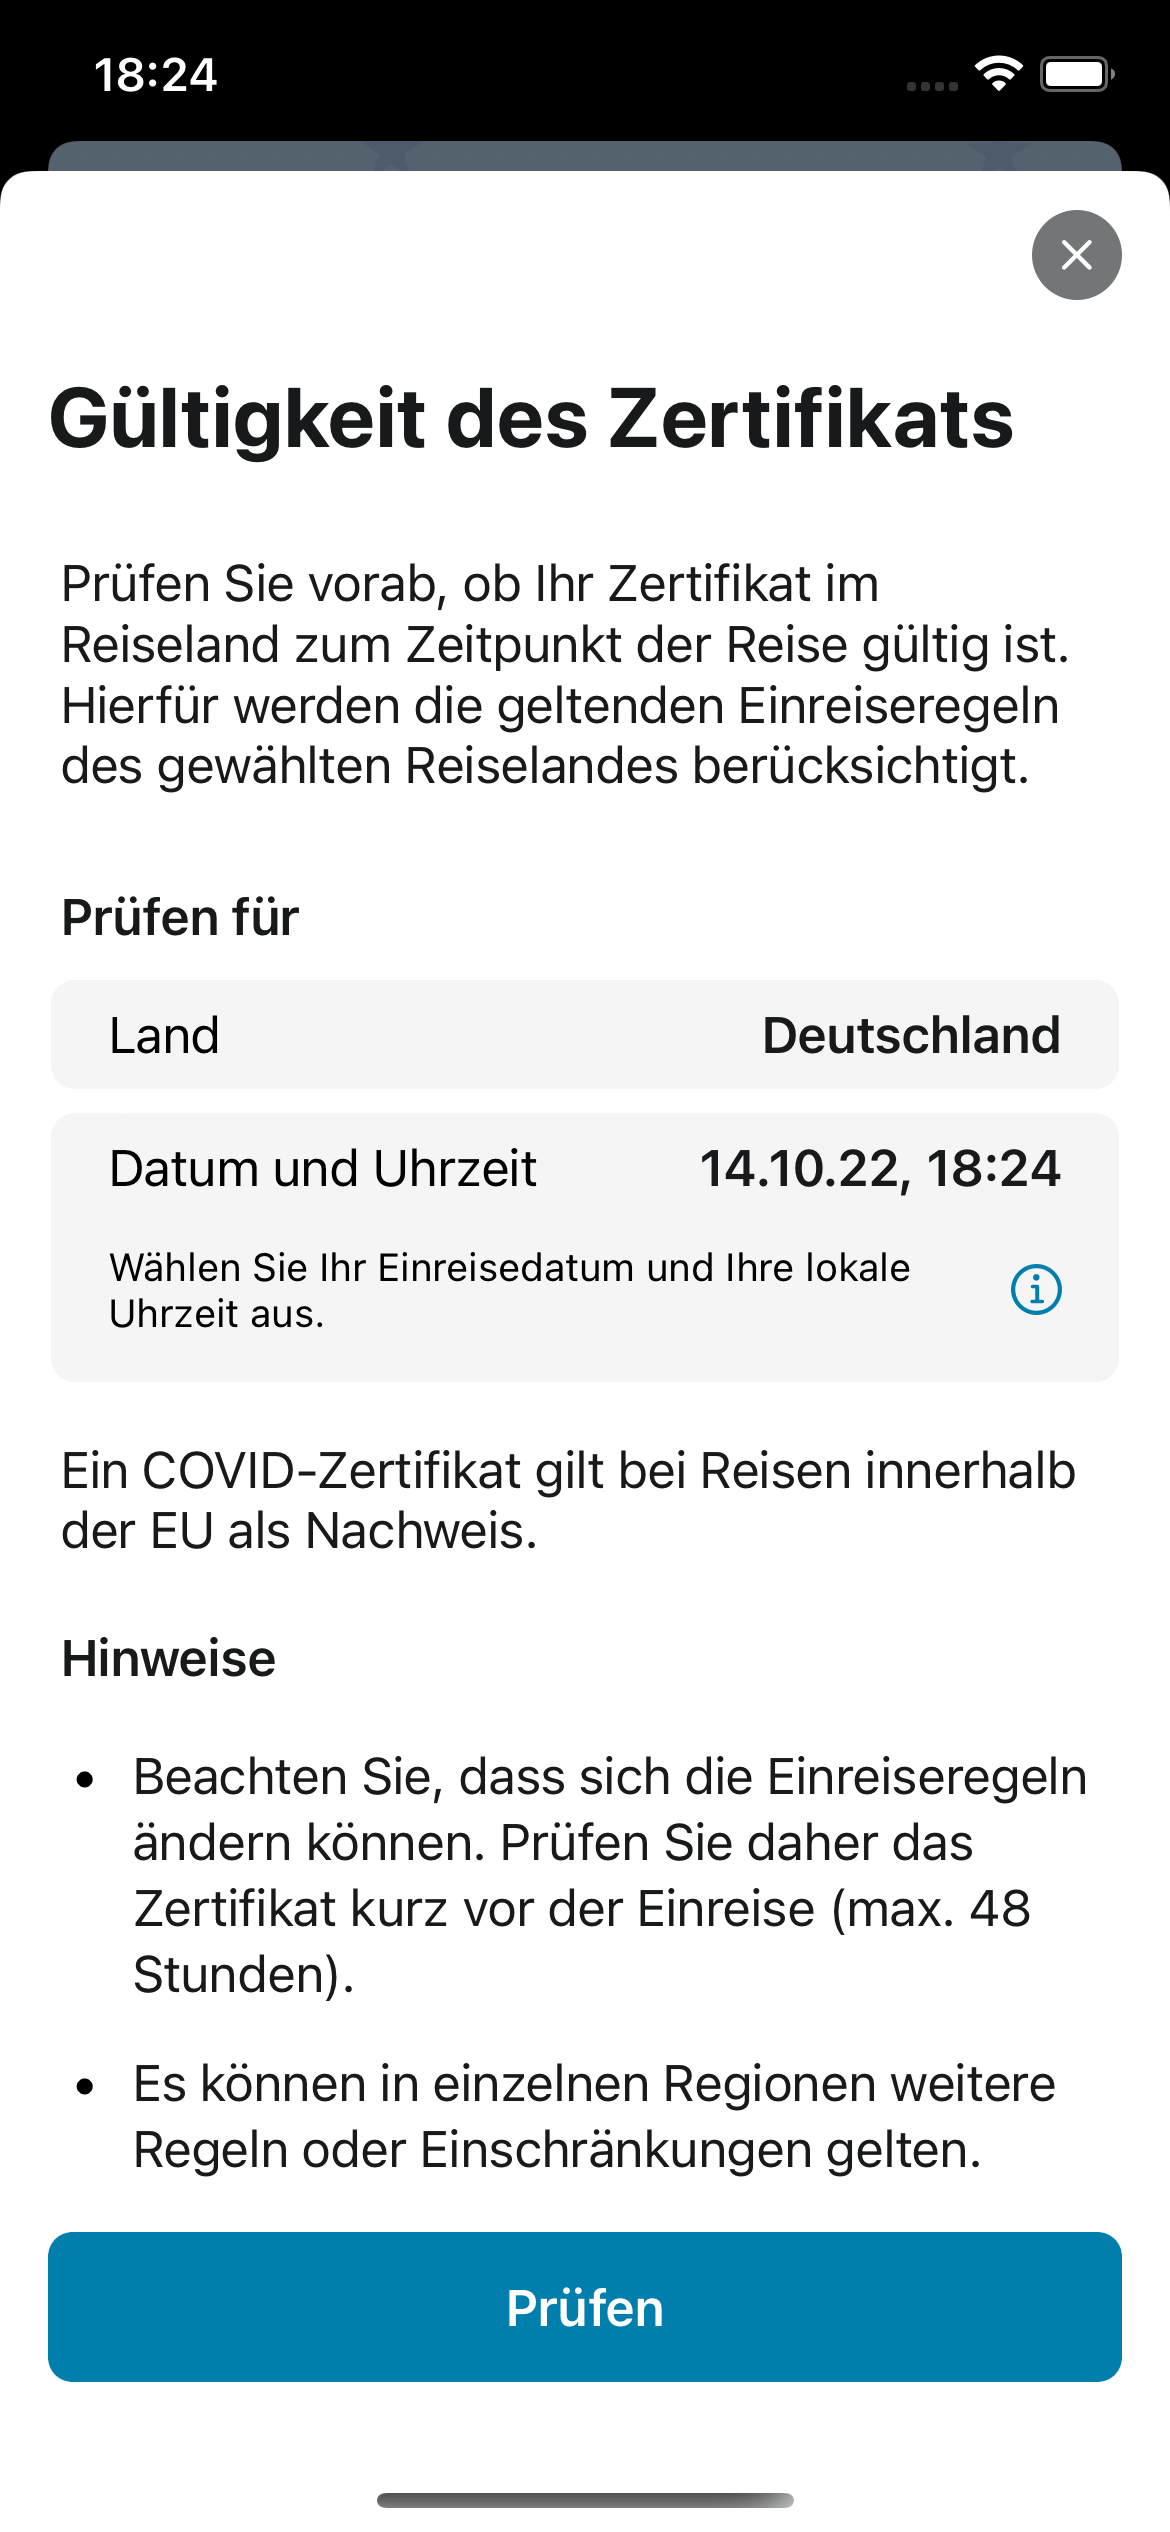 18:24
Gültigkeit des Zertifikats
Prüfen Sie vorab, ob Ihr Zertifikat im
Reiseland zum Zeitpunkt der Reise gültig ist.
Hierfür werden die geltenden Einreiseregeln
des gewählten Reiselandes berücksichtigt.
Prüfen für
Land Deutschland
Datum und Uhrzeit 14.10.22, 18:24
Wählen Sie Ihr Einreisedatum und Ihre lokale
Uhrzeit aus.
Ein COVID-Zertifikat gilt bei Reisen innerhalb
der EU als Nachweis.
Hinweise
• Beachten Sie, dass sich die Einreiseregeln
ändern können. Prüfen Sie daher das
Zertifikat kurz vor der Einreise (max. 48
Stunden).
• Es können in einzelnen Regionen weitere
Regeln oder Einschränkungen gelten.
Prüfen